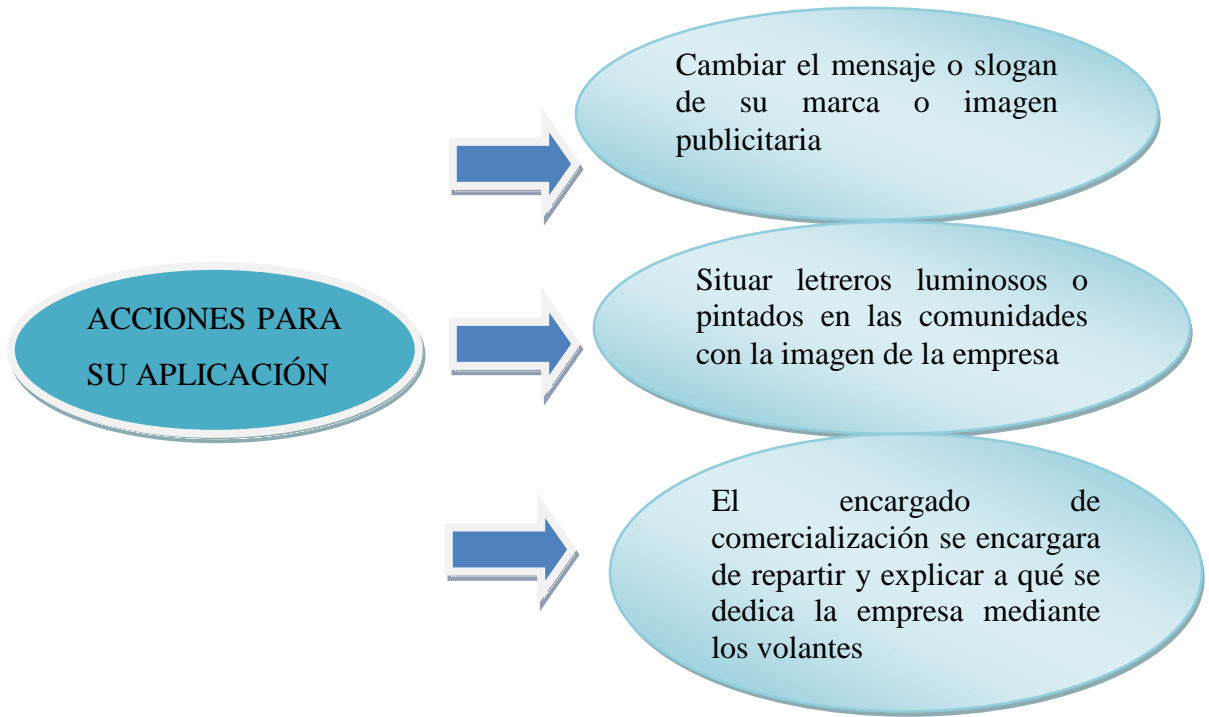 ACCIONES PARA
SU APLICACIÓN
Cambiar el mensaje o slogan
de su marca o imagen
publicitaria
Situar letreros luminosos o
pintados en las comunidades
con la imagen de la empresa
El encargado de
comercialización se encargara
de repartir y explicar a qué se
dedica la empresa mediante
los volantes